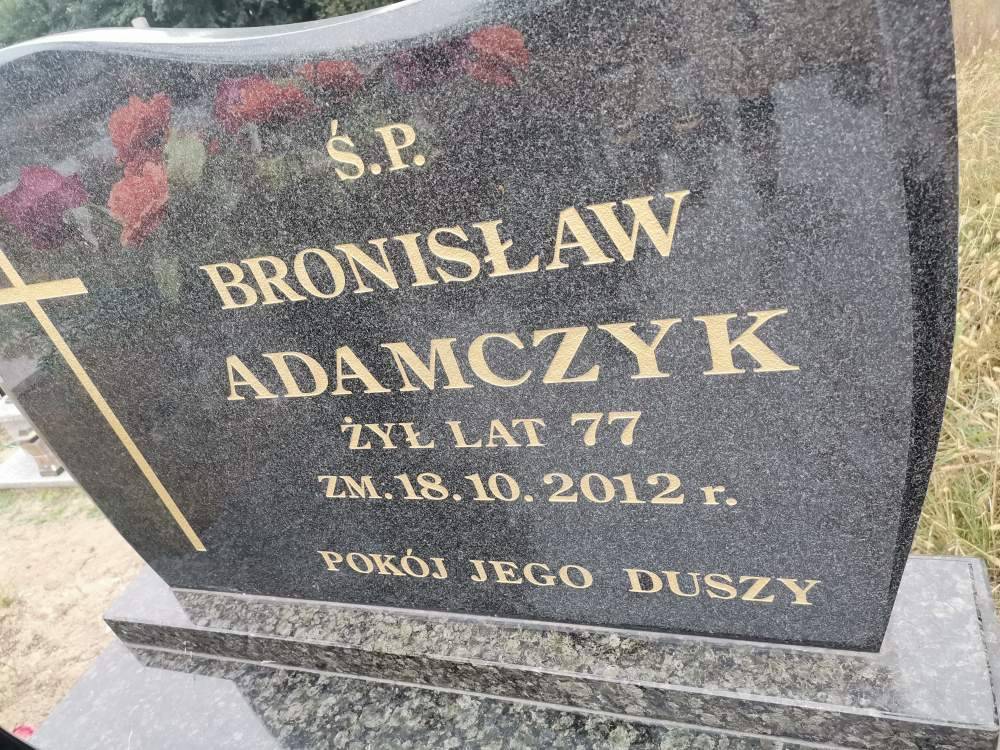 Ś.P.
BRONISŁAW
ADAMCZYK
ŻYŁ LAT 77
ZM. 18.10.2012 r.
POKÓJ JEGO DUSZY